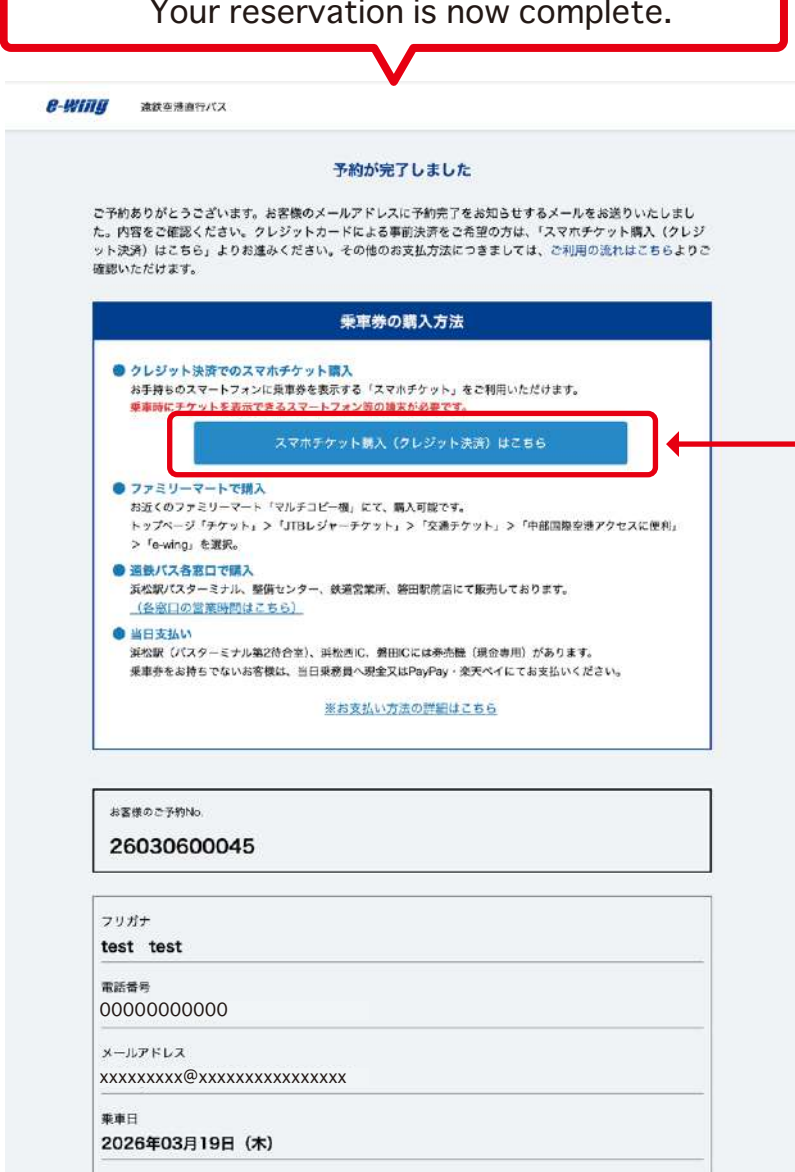 Your reservation is now complete.
e-wing 遠鉄空港直行バス
予約が完了しました
ご予約ありがとうございます。お客様のメールアドレスに予約完了をお知らせするメールをお送りいたしまし
た。内容をご確認ください。クレジットカードによる事前決済をご希望の方は、「スマホチケット購入（クレジ
ット決済）はこちら」よりお進みください。その他のお支払方法につきましては、ご利用の流れはこちらよりご
確認いただけます。
乗車券の購入方法
● クレジット決済でのスマホチケット購入
お手持ちのスマートフォンに乗車券を表示する「スマホチケット」をご利用いただけます。
乗車時にチケットを表示できるスマートフォン等の端末が必要です。
スマホチケット購入（クレジット決済）はこちら
● ファミリーマートで購入
お近くのファミリーマート「マルチコピー機」にて、購入可能です。
トップページ「チケット」>「JTBレジャーチケット」>「交通チケット」>「中部国際空港アクセスに便利」
>「e-wing」を選択。
● 遠鉄バス各窓口で購入
浜松駅バスターミナル、整備センター、鉄道営業所、磐田駅前店にて販売しております。
（各窓口の営業時間はこちら）
● 当日支払い
浜松駅（バスターミナル第2待合室）、浜松西IC、磐田ICには券売機（現金専用）があります。
乗車券をお持ちでないお客様は、当日乗務員へ現金又はPayPay・楽天ペイにてお支払いください。
※お支払い方法の詳細はこちら
お客様のご予約No.
26030600045
フリガナ
test test
電話番号
00000000000
メールアドレス
xxxxxxxxx@xxxxxxxxxxxxxxxx
乗車日
2026年03月19日（木）